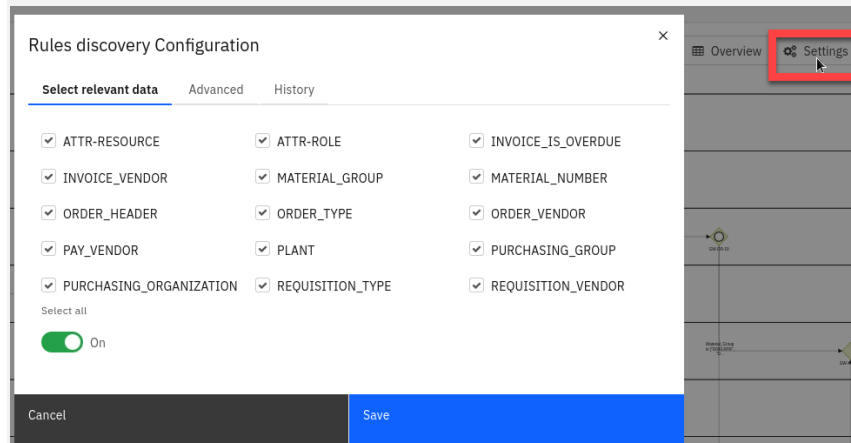 Rules discovery Configuration
Overview
Settings
Select relevant data
Advanced
History
ATTR-RESOURCE
ATTR-ROLE
INVOICE_IS_OVERDUE
INVOICE_VENDOR
MATERIAL_GROUP
MATERIAL_NUMBER
ORDER_HEADER
ORDER_TYPE
ORDER_VENDOR
PAY_VENDOR
PLANT
PURCHASING_GROUP
PURCHASING_ORGANIZATION
REQUISITION_TYPE
REQUISITION_VENDOR
Select all
On
Cancel
Save